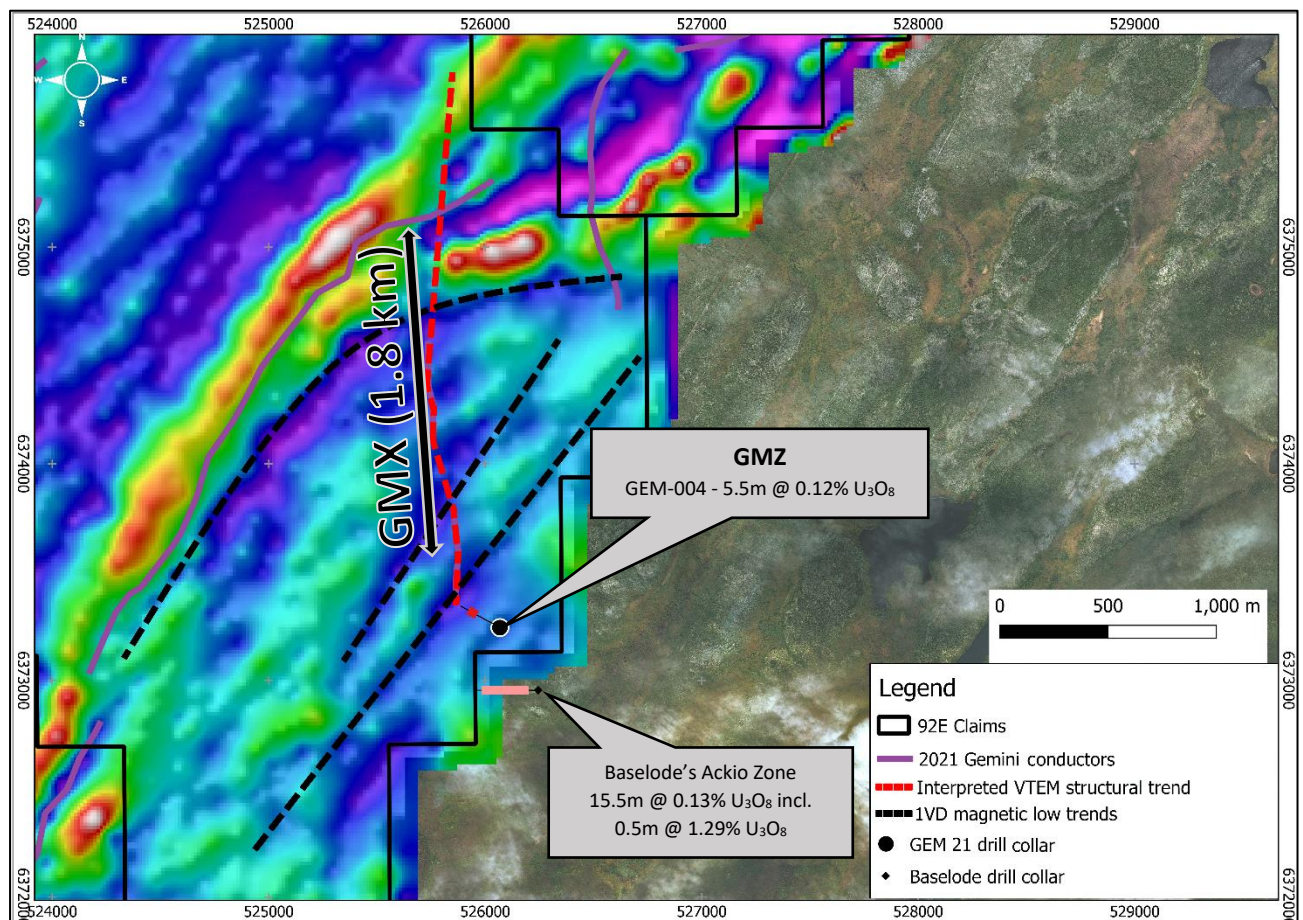 524000 525000 526000 527000 528000 529000
N
W E
S
6375000 6375000
GMX (1.8 km)
GMZ
GEM-004 - 5.5m @ 0.12% U₃O₈
6374000 6374000
0 500 1,000 m
6373000 6373000
Legend
92E Claims
2021 Gemini conductors
Interpreted VTEM structural trend
1VD magnetic low trends
GEM 21 drill collar
Baselode drill collar
Baselode's Ackio Zone
15.5m @ 0.13% U₃O₈ incl.
0.5m @ 1.29% U₃O₈
6372000 6372000
524000 525000 526000 527000 528000 529000